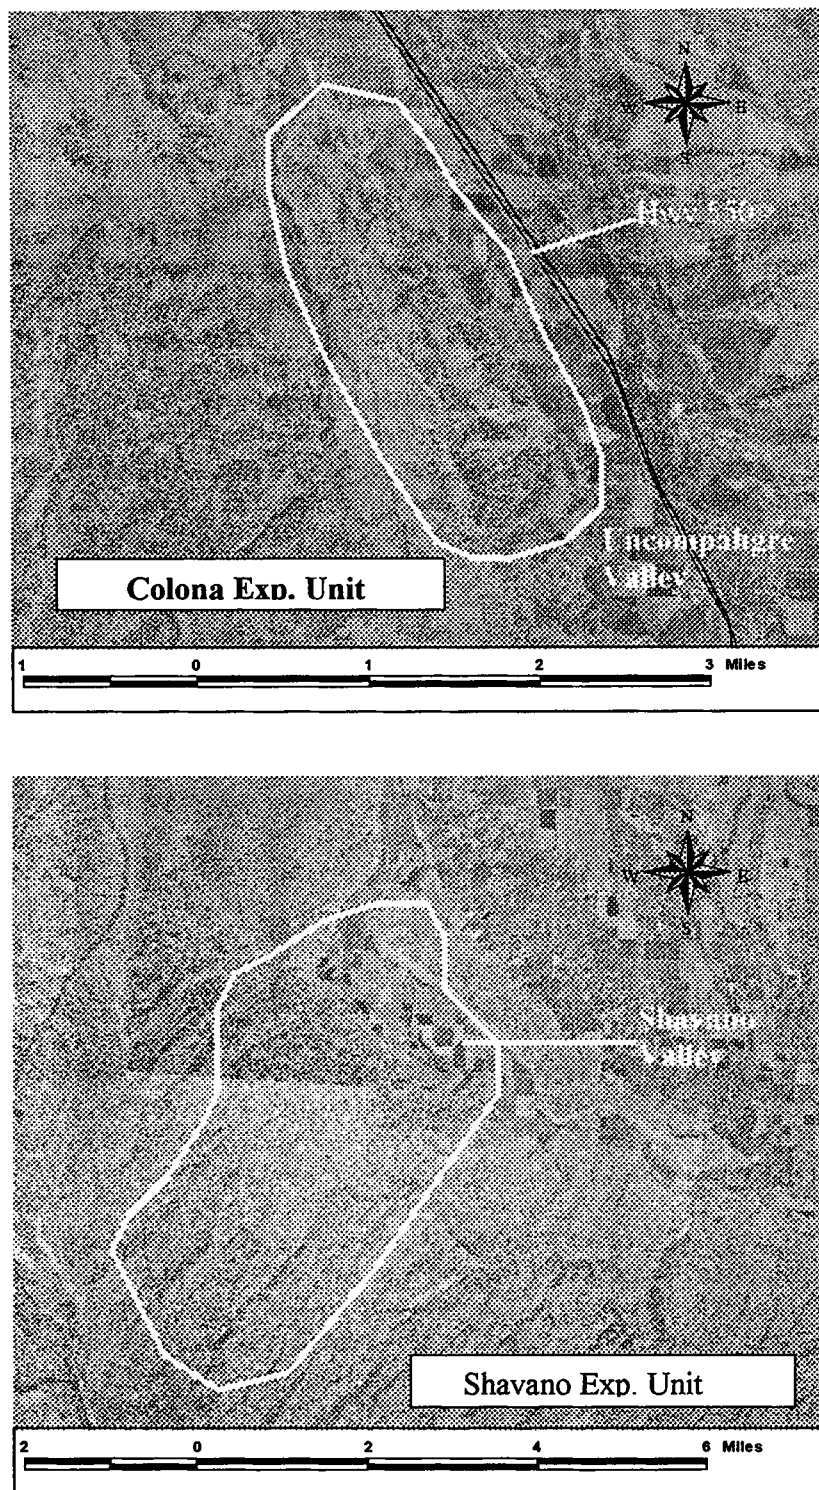 N
W E
S
Hwy 550
Uncompahgre
Valley
Colona Exp. Unit
1 0 1 2 3 Miles
N
W E
S
Shavano
Valley
Shavano Exp. Unit
2 0 2 4 6 Miles